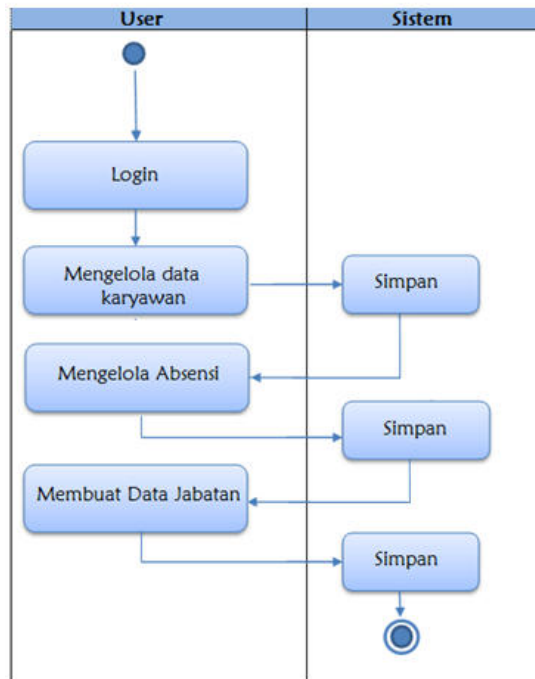 User
Sistem
Login
Mengelola data
karyawan
Simpan
Mengelola Absensi
Simpan
Membuat Data Jabatan
Simpan